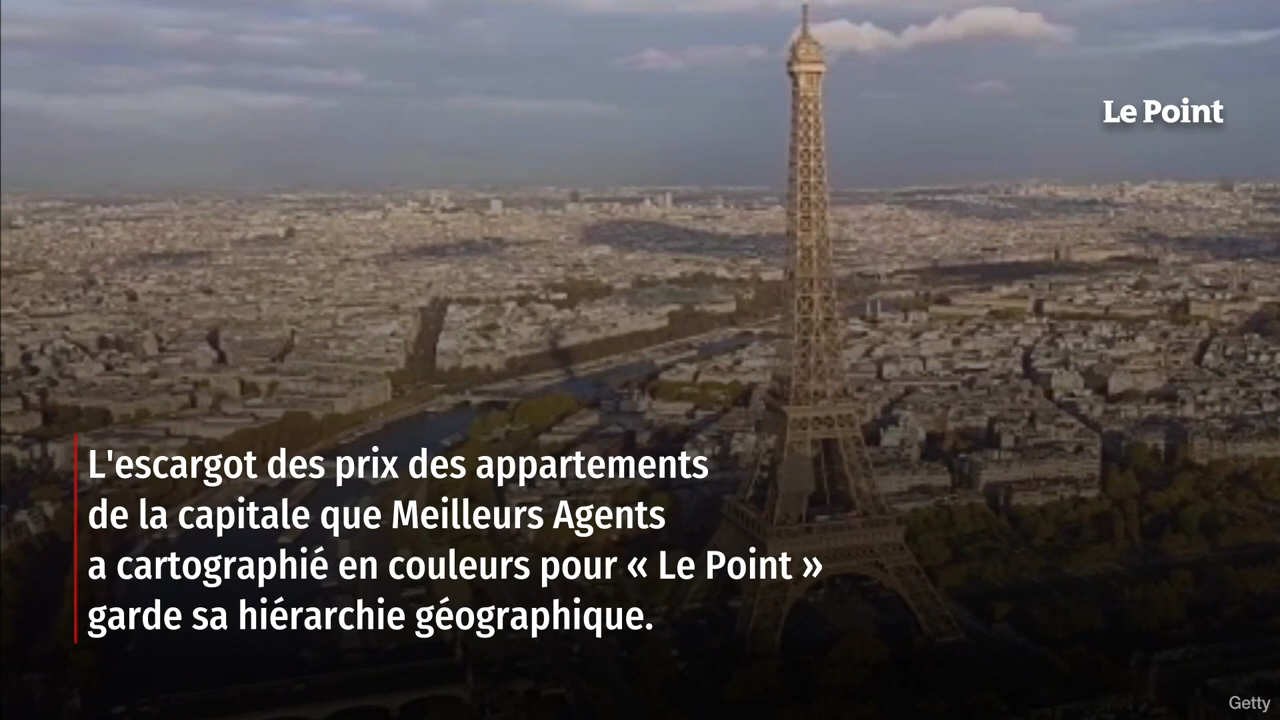 Le Point
L'escargot des prix des appartements
de la capitale que Meilleurs Agents
a cartographié en couleurs pour « Le Point »
garde sa hiérarchie géographique.
Getty